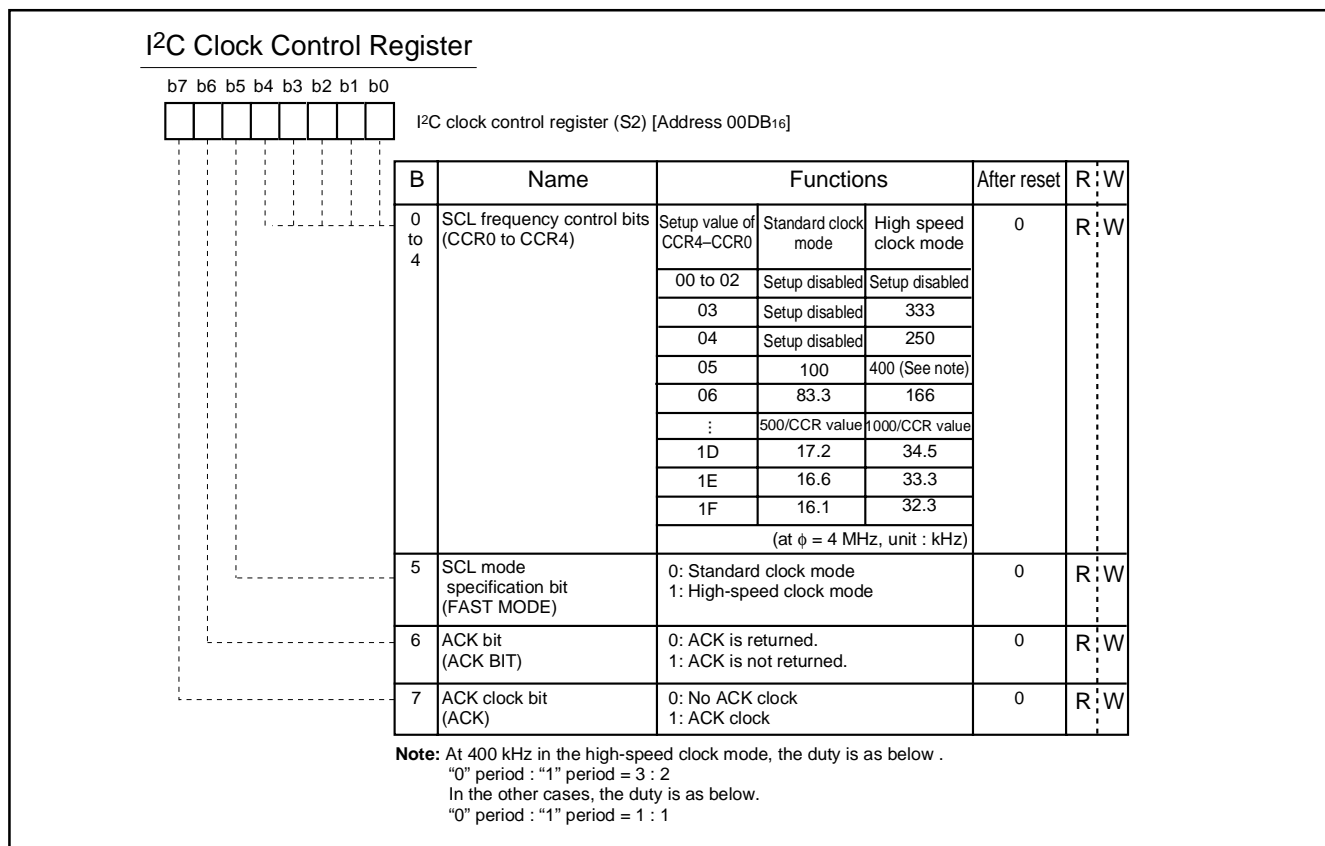 I²C Clock Control Register
b7 b6 b5 b4 b3 b2 b1 b0
I²C clock control register (S2) [Address 00DB₁₆]
B Name Functions After reset R W
0 to 4 SCL frequency control bits (CCR0 to CCR4) 0 R W
Setup value of CCR4–CCR0 Standard clock mode High speed clock mode
00 to 02 Setup disabled Setup disabled
03 Setup disabled 333
04 Setup disabled 250
05 100 400 (See note)
06 83.3 166
⋮ 500/CCR value 1000/CCR value
1D 17.2 34.5
1E 16.6 33.3
1F 16.1 32.3
(at ϕ = 4 MHz, unit : kHz)
5 SCL mode 0: Standard clock mode 0 R W
specification bit 1: High-speed clock mode
(FAST MODE)
6 ACK bit 0: ACK is returned. 0 R W
(ACK BIT) 1: ACK is not returned.
7 ACK clock bit 0: No ACK clock 0 R W
(ACK) 1: ACK clock
Note: At 400 kHz in the high-speed clock mode, the duty is as below .
“0” period : “1” period = 3 : 2
In the other cases, the duty is as below.
“0” period : “1” period = 1 : 1